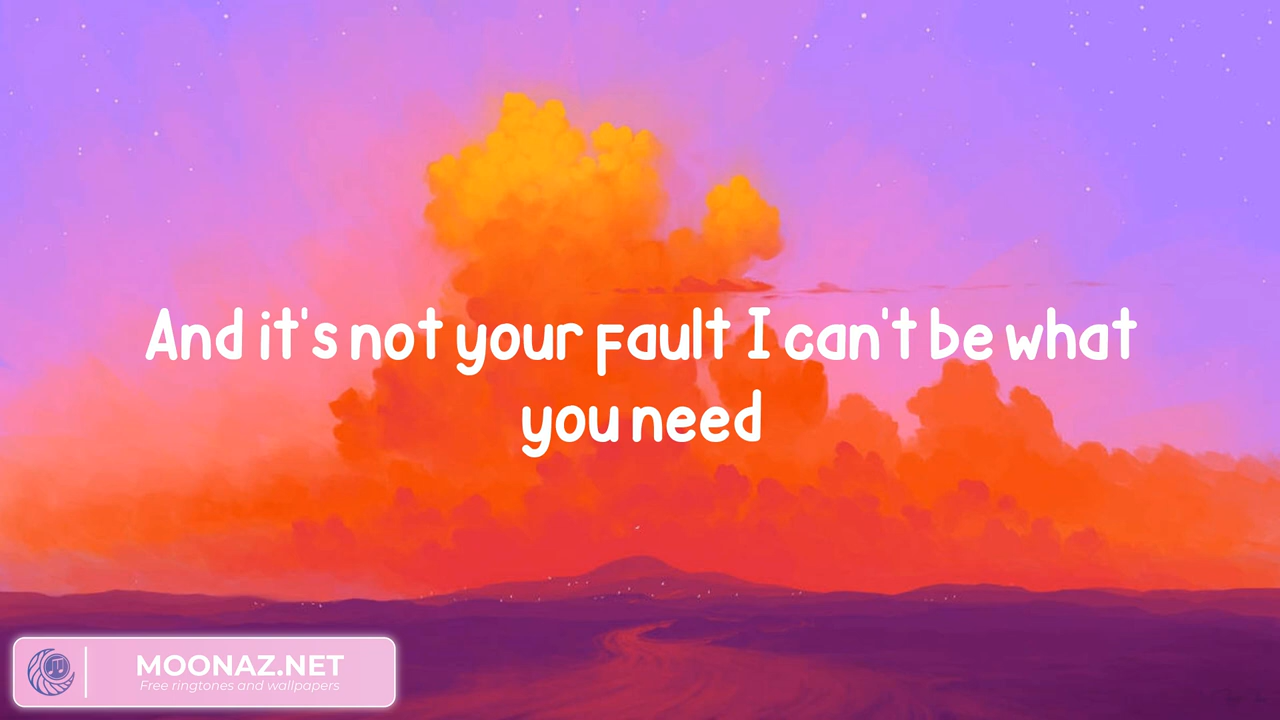 And it's not your fault I can't be what
you need
MOONAZ.NET
Free ringtones and wallpapers